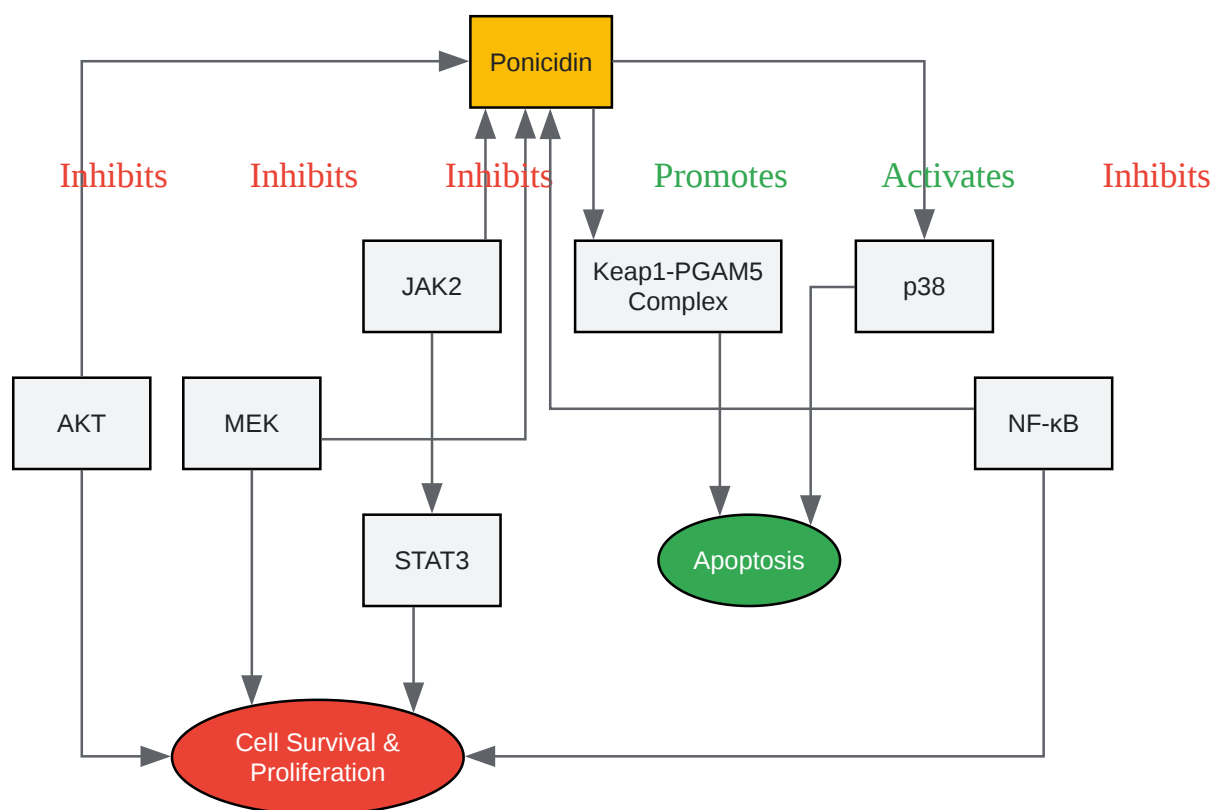 Ponicidin
Inhibits
Inhibits
Inhibits
Promotes
Activates
Inhibits
JAK2
Keap1-PGAM5
Complex
p38
AKT
MEK
NF-κB
STAT3
Apoptosis
Cell Survival &
Proliferation